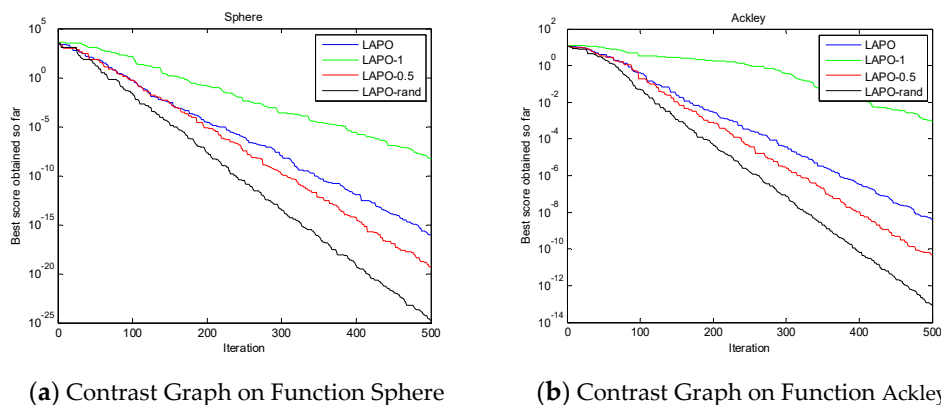 Sphere
10^5
10^0
10^-5
10^-10
10^-15
10^-20
10^-25
Best score obtained so far
0 100 200 300 400 500
Iteration
LAPO
LAPO-1
LAPO-0.5
LAPO-rand
(a) Contrast Graph on Function Sphere
Ackley
10^2
10^0
10^-2
10^-4
10^-6
10^-8
10^-10
10^-12
10^-14
Best score obtained so far
0 100 200 300 400 500
Iteration
LAPO
LAPO-1
LAPO-0.5
LAPO-rand
(b) Contrast Graph on Function Ackley